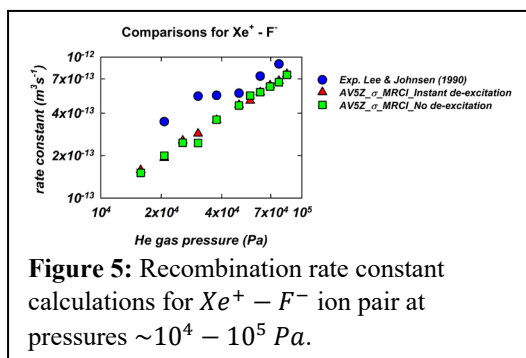 Comparisons for Xe⁺ - F⁻
10⁻¹²
7x10⁻¹³
4x10⁻¹³
2x10⁻¹³
10⁻¹³
rate constant (m³s⁻¹)
10⁴ 2x10⁴ 4x10⁴ 7x10⁴ 10⁵
He gas pressure (Pa)
Exp. Lee & Johnsen (1990)
AV5Z_σ_MRCI_Instant de-excitation
AV5Z_σ_MRCI_No de-excitation
Figure 5: Recombination rate constant
calculations for Xe⁺ − F⁻ ion pair at
pressures ~10⁴ − 10⁵ Pa.